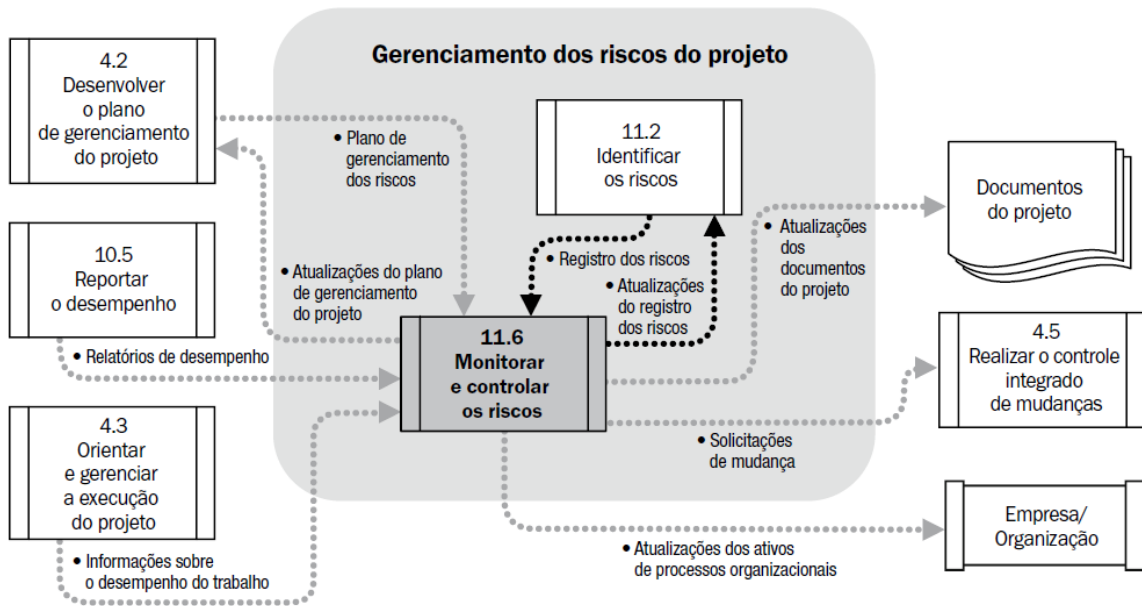 Gerenciamento dos riscos do projeto
4.2
Desenvolver
o plano
de gerenciamento
do projeto
• Plano de
gerenciamento
dos riscos
11.2
Identificar
os riscos
Documentos
do projeto
• Atualizações
dos
documentos
do projeto
10.5
Reportar
o desempenho
• Atualizações do plano
de gerenciamento
do projeto
• Registro dos riscos
• Atualizações
do registro
dos riscos
• Relatórios de desempenho
11.6
Monitorar
e controlar
os riscos
4.5
Realizar o controle
integrado
de mudanças
4.3
Orientar
e gerenciar
a execução
do projeto
• Solicitações
de mudança
Empresa/
Organização
• Informações sobre
o desempenho do trabalho
• Atualizações dos ativos
de processos organizacionais